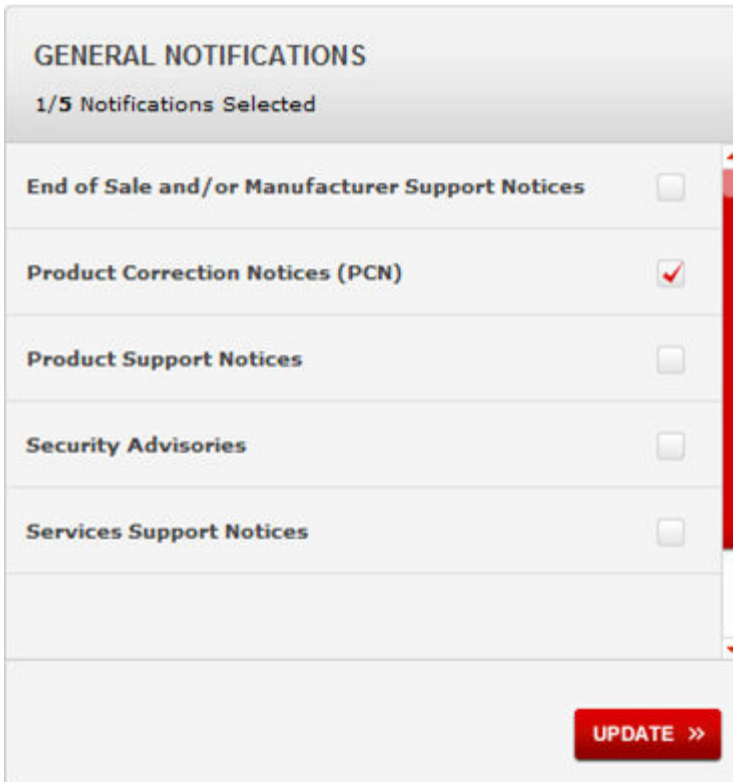 GENERAL NOTIFICATIONS
1/5 Notifications Selected
End of Sale and/or Manufacturer Support Notices
Product Correction Notices (PCN)
Product Support Notices
Security Advisories
Services Support Notices
UPDATE »